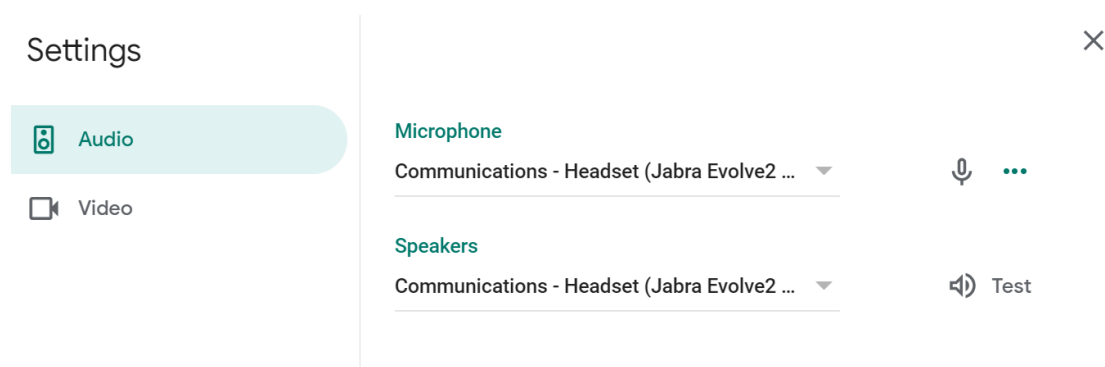 Settings
Audio
Video
Microphone
Communications - Headset (Jabra Evolve2 ...
Speakers
Communications - Headset (Jabra Evolve2 ...
Test